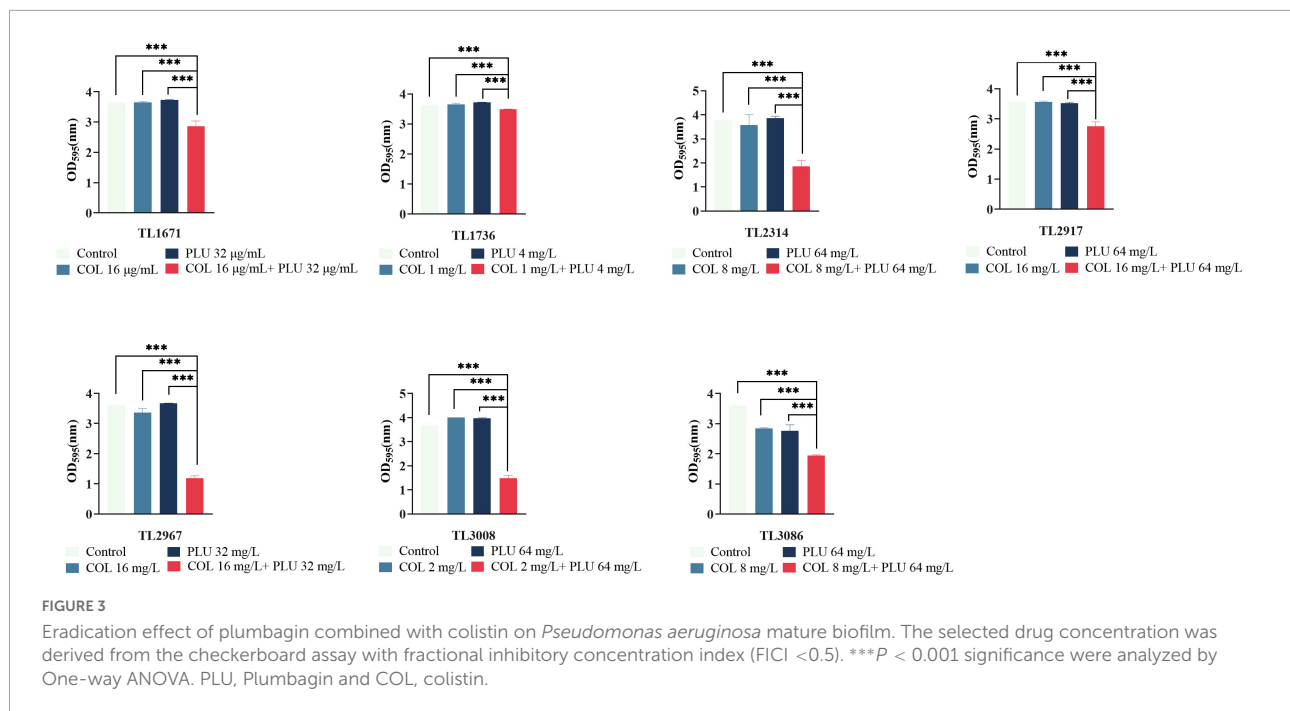 ***
***
***
4
3
2
1
0
OD595(nm)
TL1671
Control PLU 32 μg/mL
COL 16 μg/mL COL 16 μg/mL+ PLU 32 μg/mL
***
***
***
4
3
2
1
0
OD595(nm)
TL1736
Control PLU 4 mg/L
COL 1 mg/L COL 1 mg/L+ PLU 4 mg/L
***
***
***
5
4
3
2
1
0
OD595(nm)
TL2314
Control PLU 64 mg/L
COL 8 mg/L COL 8 mg/L+ PLU 64 mg/L
***
***
***
4
3
2
1
0
OD595(nm)
TL2917
Control PLU 64 mg/L
COL 16 mg/L COL 16 mg/L+ PLU 64 mg/L
***
***
***
4
3
2
1
0
OD595(nm)
TL2967
Control PLU 32 mg/L
COL 16 mg/L COL 16 mg/L+ PLU 32 mg/L
***
***
***
5
4
3
2
1
0
OD595(nm)
TL3008
Control PLU 64 mg/L
COL 2 mg/L COL 2 mg/L+ PLU 64 mg/L
***
***
***
4
3
2
1
0
OD595(nm)
TL3086
Control PLU 64 mg/L
COL 8 mg/L COL 8 mg/L+ PLU 64 mg/L
FIGURE 3
Eradication effect of plumbagin combined with colistin on Pseudomonas aeruginosa mature biofilm. The selected drug concentration was
derived from the checkerboard assay with fractional inhibitory concentration index (FICI <0.5). ***P < 0.001 significance were analyzed by
One-way ANOVA. PLU, Plumbagin and COL, colistin.